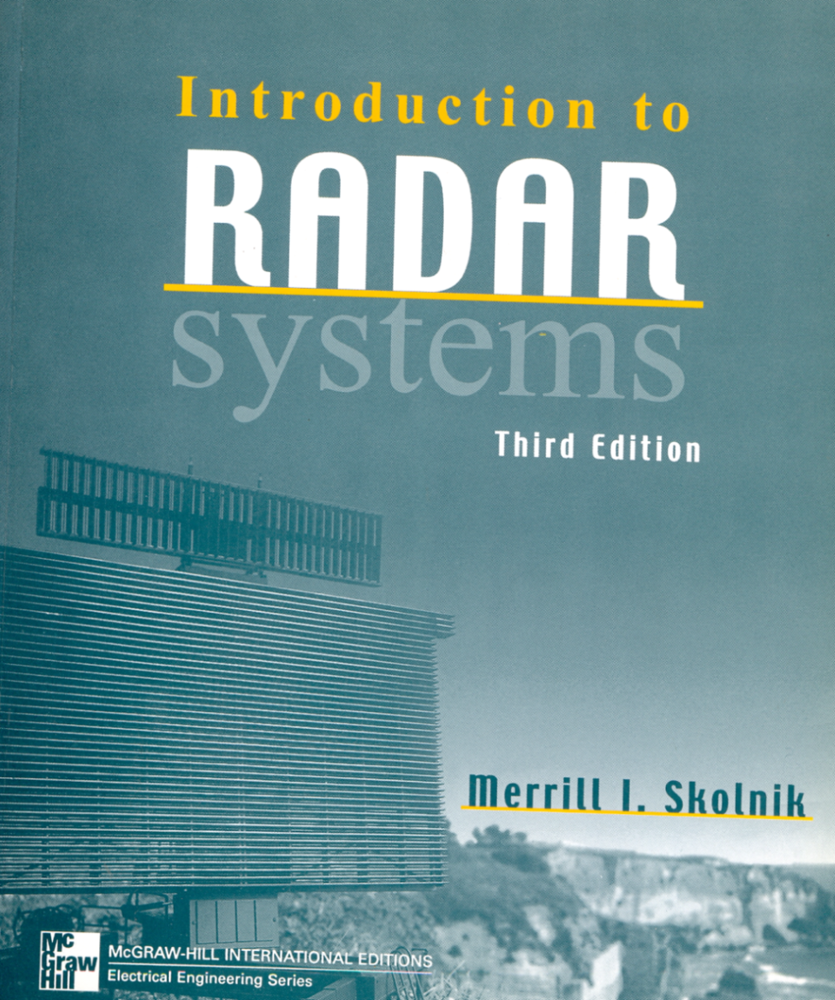 Introduction to
RADAR
systems
Third Edition
Merrill I. Skolnik
Mc
Graw
Hill
McGRAW-HILL INTERNATIONAL EDITIONS
Electrical Engineering Series